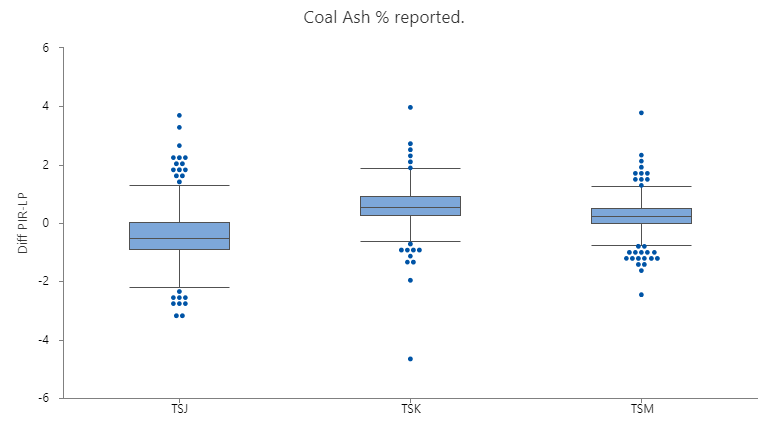 Coal Ash % reported.
6
4
2
0
-2
-4
-6
Diff PIR-LP
TSJ TSK TSM